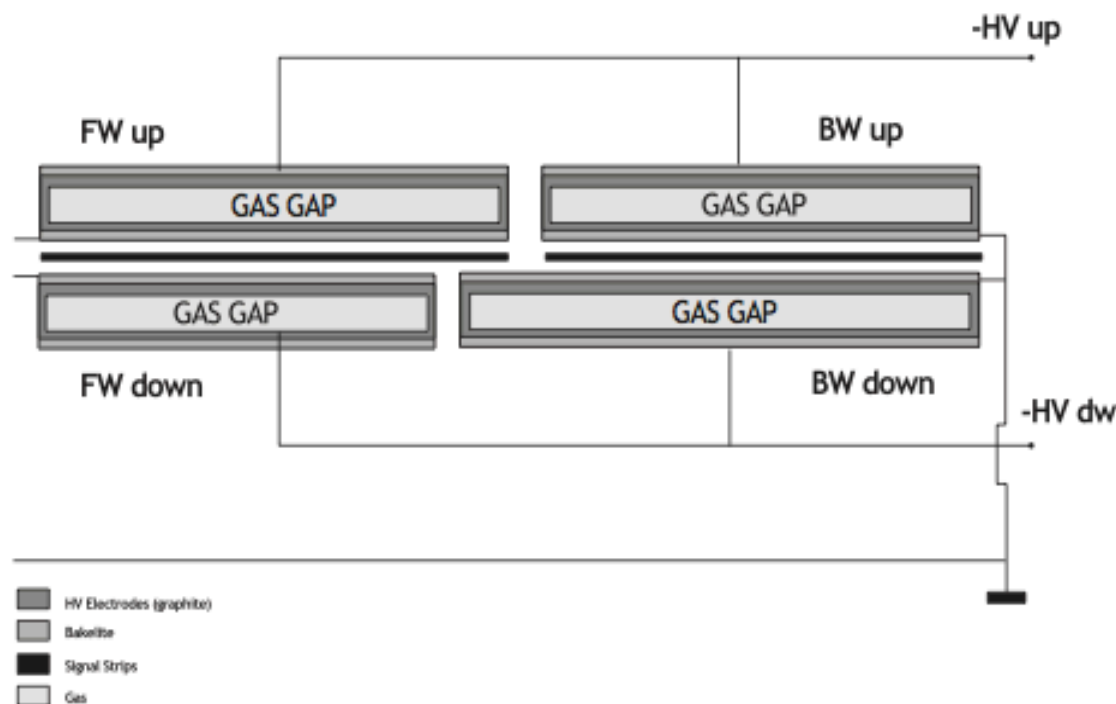 -HV up
FW up
BW up
GAS GAP
GAS GAP
GAS GAP
GAS GAP
FW down
BW down
-HV dw
HV Electrodes (graphite)
Bakelite
Signal Strips
Gas